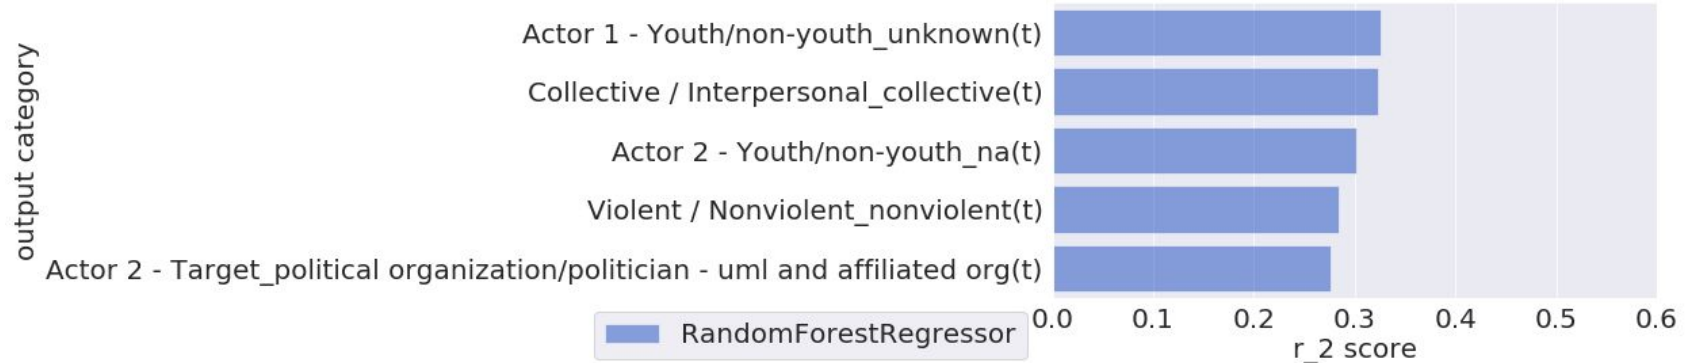 output category
Actor 1 - Youth/non-youth_unknown(t)
Collective / Interpersonal_collective(t)
Actor 2 - Youth/non-youth_na(t)
Violent / Nonviolent_nonviolent(t)
Actor 2 - Target_political organization/politician - uml and affiliated org(t)
0.0 0.1 0.2 0.3 0.4 0.5 0.6
r_2 score
RandomForestRegressor